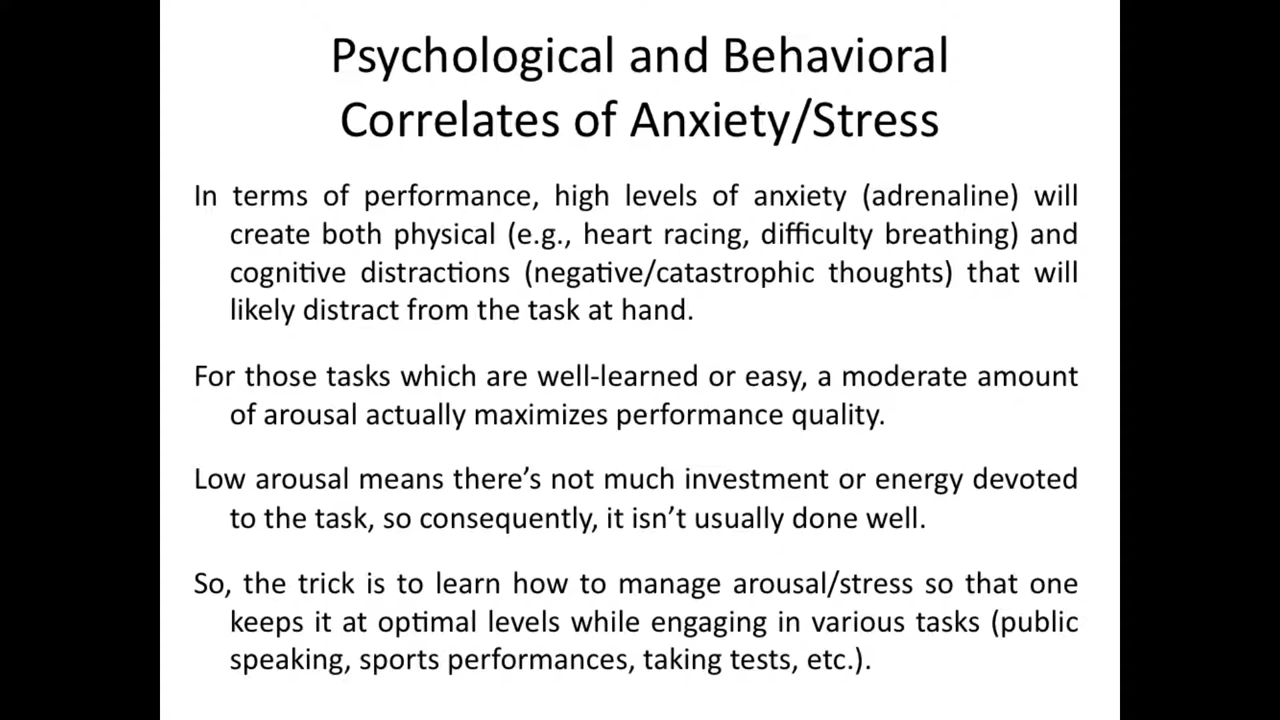 Psychological and Behavioral
Correlates of Anxiety/Stress
In terms of performance, high levels of anxiety (adrenaline) will
create both physical (e.g., heart racing, difficulty breathing) and
cognitive distractions (negative/catastrophic thoughts) that will
likely distract from the task at hand.
For those tasks which are well-learned or easy, a moderate amount
of arousal actually maximizes performance quality.
Low arousal means there’s not much investment or energy devoted
to the task, so consequently, it isn’t usually done well.
So, the trick is to learn how to manage arousal/stress so that one
keeps it at optimal levels while engaging in various tasks (public
speaking, sports performances, taking tests, etc.).